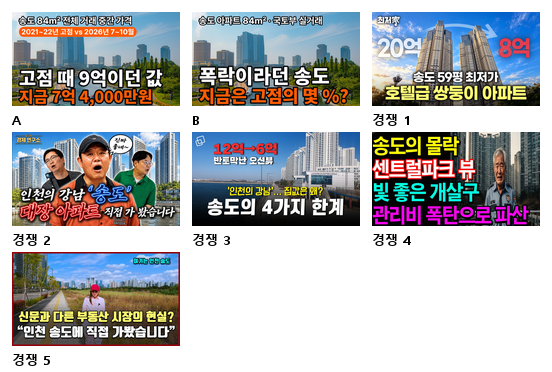 송도 84m² 전체 거래 중간 가격
2021~22년 고점 vs 2026년 7~10월
고점 때 9억이던 값
지금 7억 4,000만원
A
송도 아파트 84m² · 국토부 실거래
폭락이라던 송도
지금은 고점의 몇 %?
B
최저家
20억
8억
송도 59평 최저가
호텔급 쌍둥이 아파트
경쟁 1
경제 연구소
인천의 강남 '송도'
대장 아파트 직접 가 봤습니다
경쟁 2
12억→6억
반토막난 오션뷰
'인천의 강남'... 집값은 왜?
송도의 4가지 한계
경쟁 3
송도의 몰락
센트럴파크 뷰
빛 좋은 개살구
관리비 폭탄으로 파산
경쟁 4
신문과 다른 부동산 시장의 현실?
"인천 송도에 직접 가봤습니다"
경쟁 5